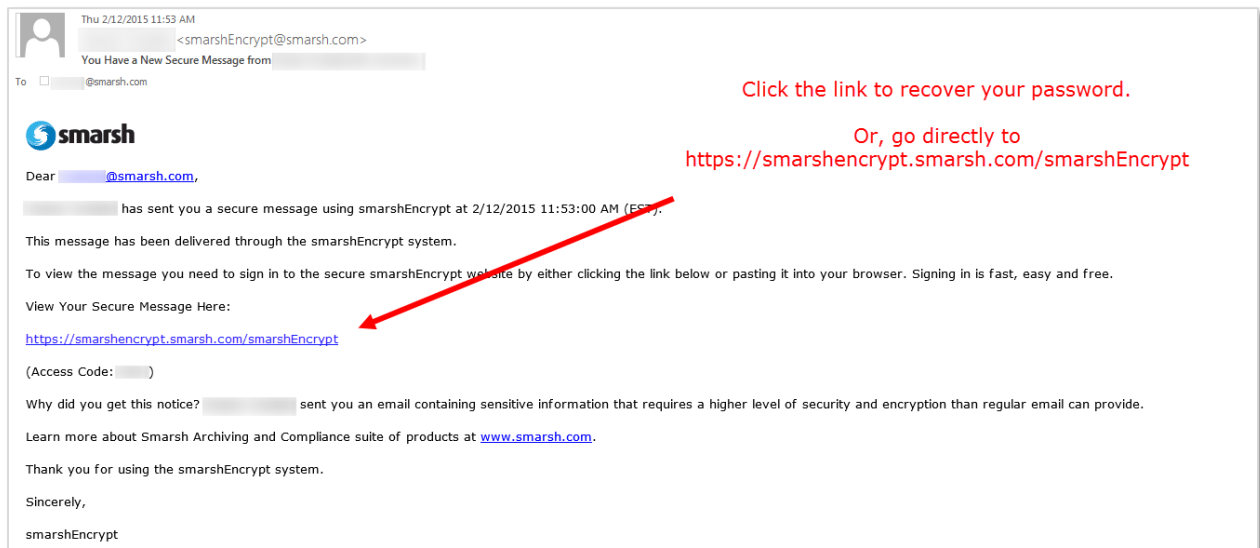 Thu 2/12/2015 11:53 AM
<smarshEncrypt@smarsh.com>
You Have a New Secure Message from
To @smarsh.com
Click the link to recover your password.
Or, go directly to
https://smarshencrypt.smarsh.com/smarshEncrypt
smarsh
Dear @smarsh.com,
has sent you a secure message using smarshEncrypt at 2/12/2015 11:53:00 AM (EST).
This message has been delivered through the smarshEncrypt system.
To view the message you need to sign in to the secure smarshEncrypt website by either clicking the link below or pasting it into your browser. Signing in is fast, easy and free.
View Your Secure Message Here:
https://smarshencrypt.smarsh.com/smarshEncrypt
(Access Code: )
Why did you get this notice? sent you an email containing sensitive information that requires a higher level of security and encryption than regular email can provide.
Learn more about Smarsh Archiving and Compliance suite of products at www.smarsh.com.
Thank you for using the smarshEncrypt system.
Sincerely,
smarshEncrypt